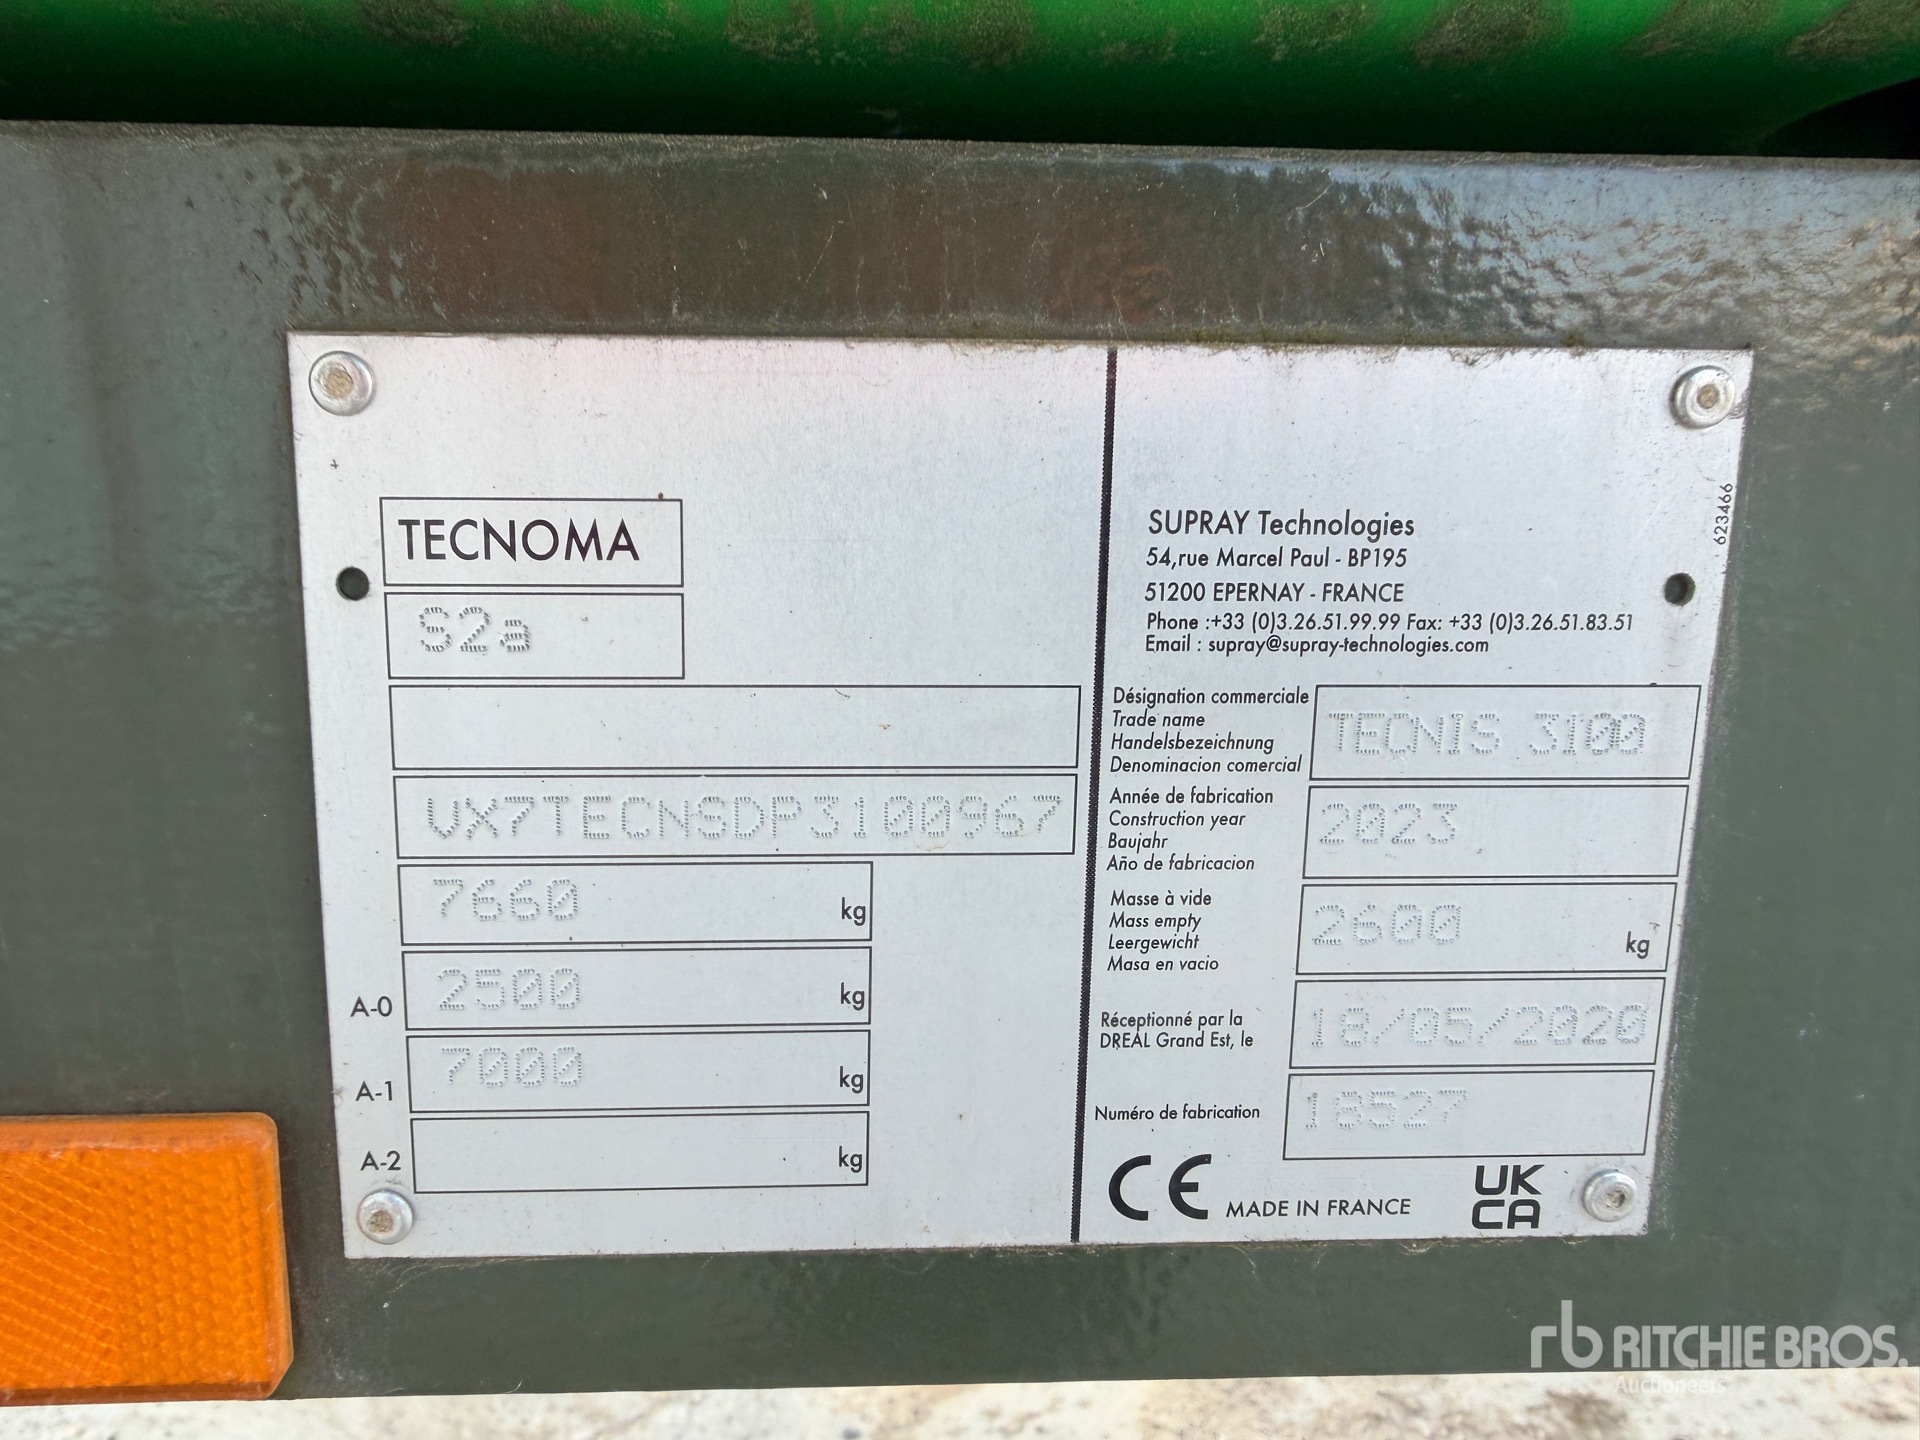 TECNOMA
S2a
VX7TECNSDP3100967
7660 kg
A-0 2500 kg
A-1 7000 kg
A-2 kg
SUPRAY Technologies
54,rue Marcel Paul - BP195
51200 EPERNAY - FRANCE
Phone :+33 (0)3.26.51.99.99 Fax: +33 (0)3.26.51.83.51
Email : supray@supray-technologies.com
623466
Désignation commerciale
Trade name
Handelsbezeichnung
Denominacion comercial
TECNIS 3100
Année de fabrication
Construction year
Baujahr
Año de fabricacion
2023
Masse à vide
Mass empty
Leergewicht
Masa en vacio
2600 kg
Réceptionné par la
DREAL Grand Est, le
18/05/2020
Numéro de fabrication
18527
CE MADE IN FRANCE
UK
CA
rb RITCHIE BROS.
Auctioneers